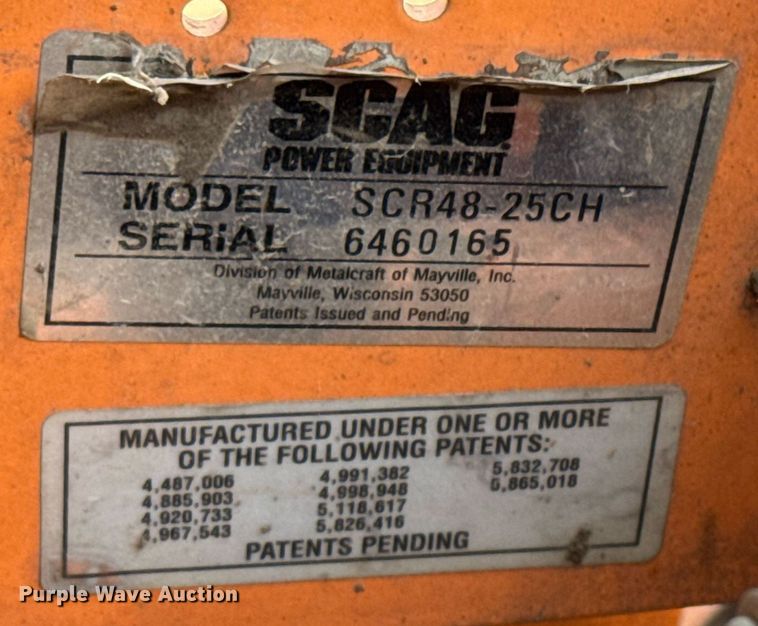 SCAG
POWER EQUIPMENT
MODEL SCR48-25CH
SERIAL 6460165
Division of Metalcraft of Mayville, Inc.
Mayville, Wisconsin 53050
Patents Issued and Pending
MANUFACTURED UNDER ONE OR MORE
OF THE FOLLOWING PATENTS:
4,487,006 4,991,382 5,832,708
4,885,903 4,998,948 5,865,018
4,920,733 5,118,617
4,967,543 5,826,416
PATENTS PENDING
Purple Wave Auction